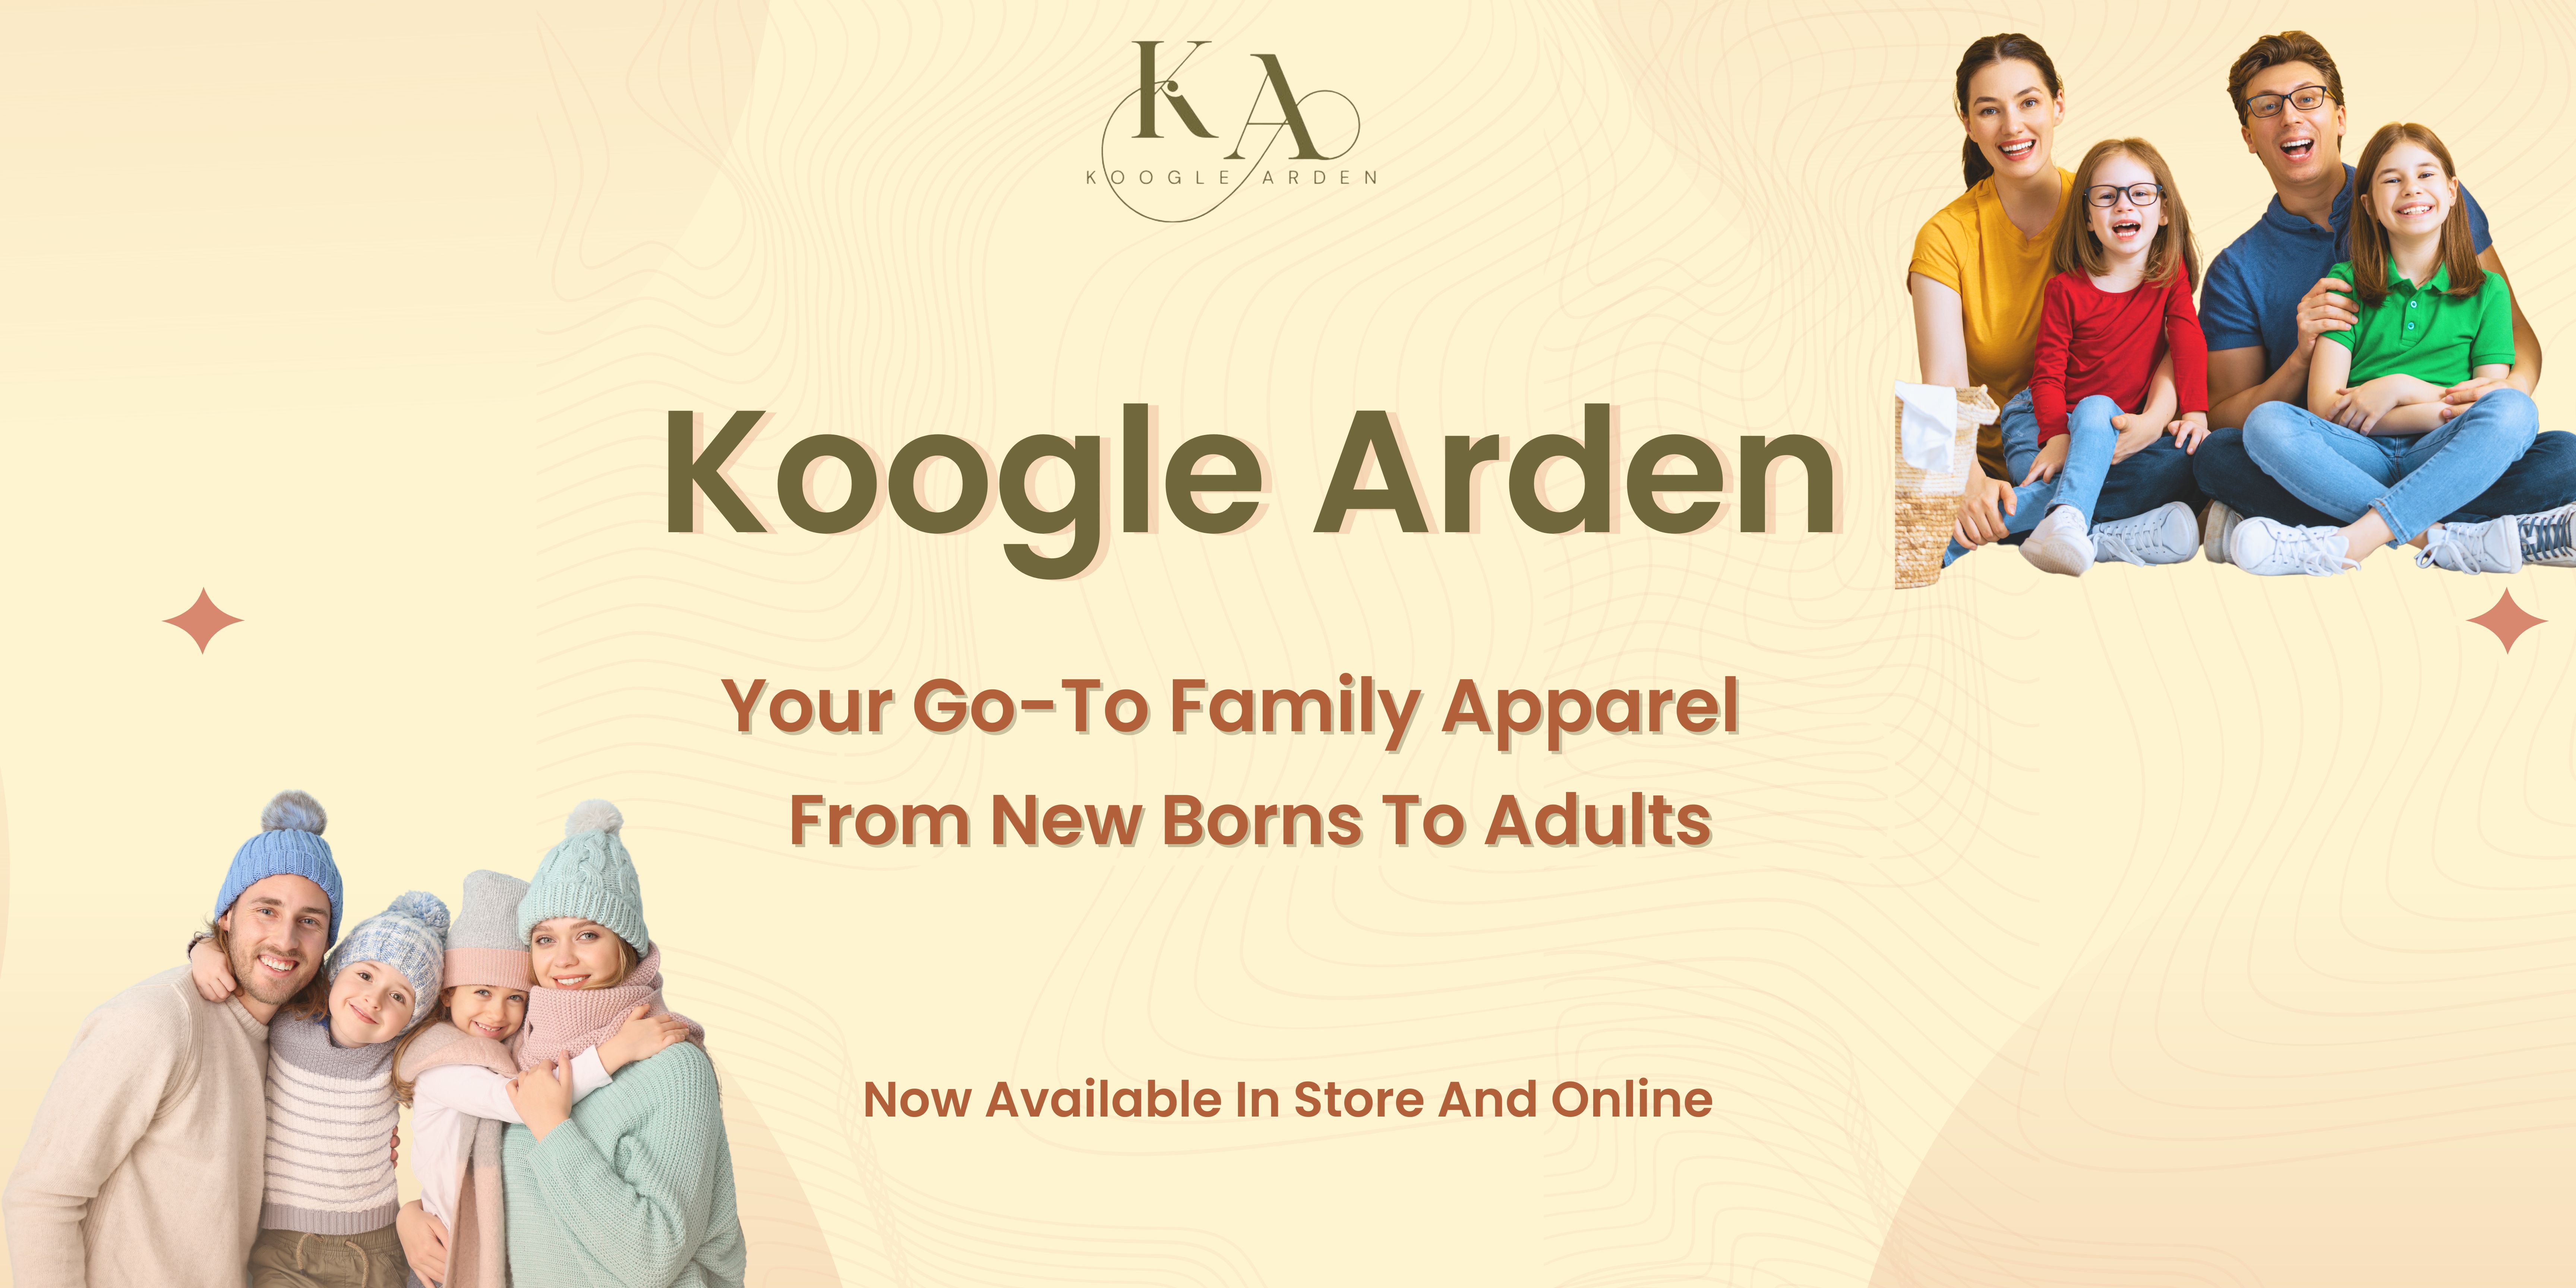 KA
KOOGLE ARDEN
Koogle Arden
Your Go-To Family Apparel
From New Borns To Adults
Now Available In Store And Online